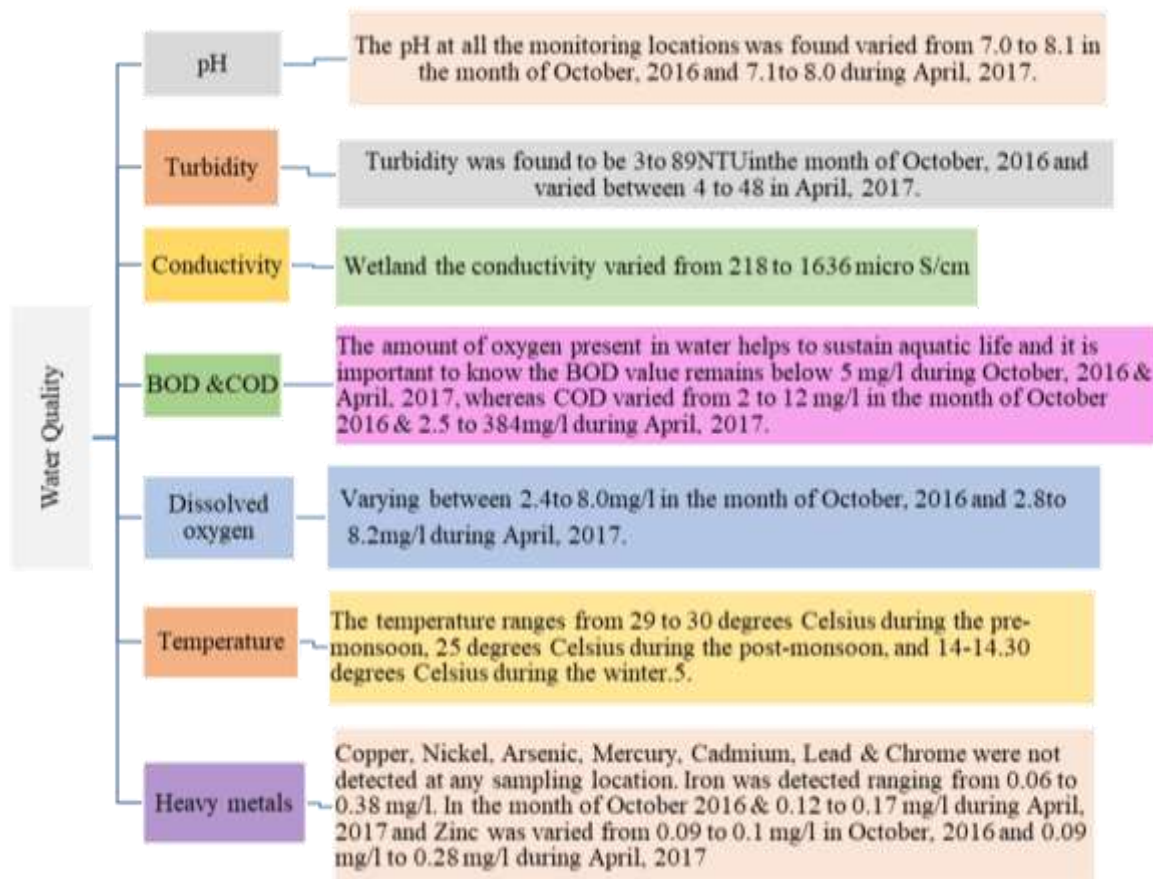 Water Quality
pH
The pH at all the monitoring locations was found varied from 7.0 to 8.1 in
the month of October, 2016 and 7.1to 8.0 during April, 2017.
Turbidity
Turbidity was found to be 3to 89NTUinthe month of October, 2016 and
varied between 4 to 48 in April, 2017.
Conductivity
Wetland the conductivity varied from 218 to 1636 micro S/cm
BOD &COD
The amount of oxygen present in water helps to sustain aquatic life and it is
important to know the BOD value remains below 5 mg/l during October, 2016 &
April, 2017, whereas COD varied from 2 to 12 mg/l in the month of October
2016 & 2.5 to 384mg/l during April, 2017.
Dissolved
oxygen
Varying between 2.4to 8.0mg/l in the month of October, 2016 and 2.8to
8.2mg/l during April, 2017.
Temperature
The temperature ranges from 29 to 30 degrees Celsius during the pre-
monsoon, 25 degrees Celsius during the post-monsoon, and 14-14.30
degrees Celsius during the winter.5.
Heavy metals
Copper, Nickel, Arsenic, Mercury, Cadmium, Lead & Chrome were not
detected at any sampling location. Iron was detected ranging from 0.06 to
0.38 mg/l. In the month of October 2016 & 0.12 to 0.17 mg/l during April,
2017 and Zinc was varied from 0.09 to 0.1 mg/l in October, 2016 and 0.09
mg/l to 0.28 mg/l during April, 2017